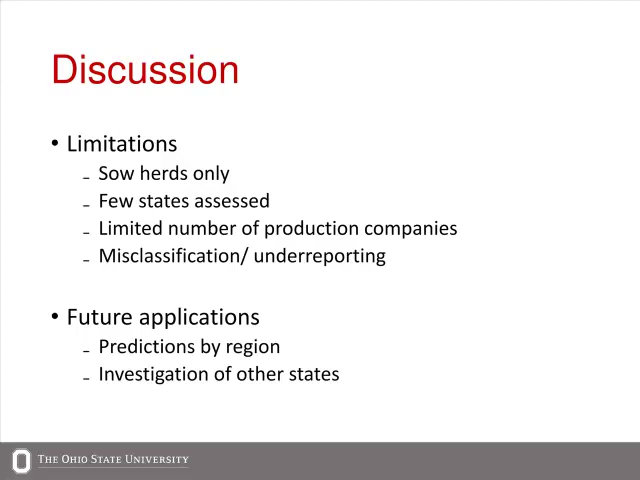 Discussion
• Limitations
– Sow herds only
– Few states assessed
– Limited number of production companies
– Misclassification/ underreporting
• Future applications
– Predictions by region
– Investigation of other states
THE OHIO STATE UNIVERSITY